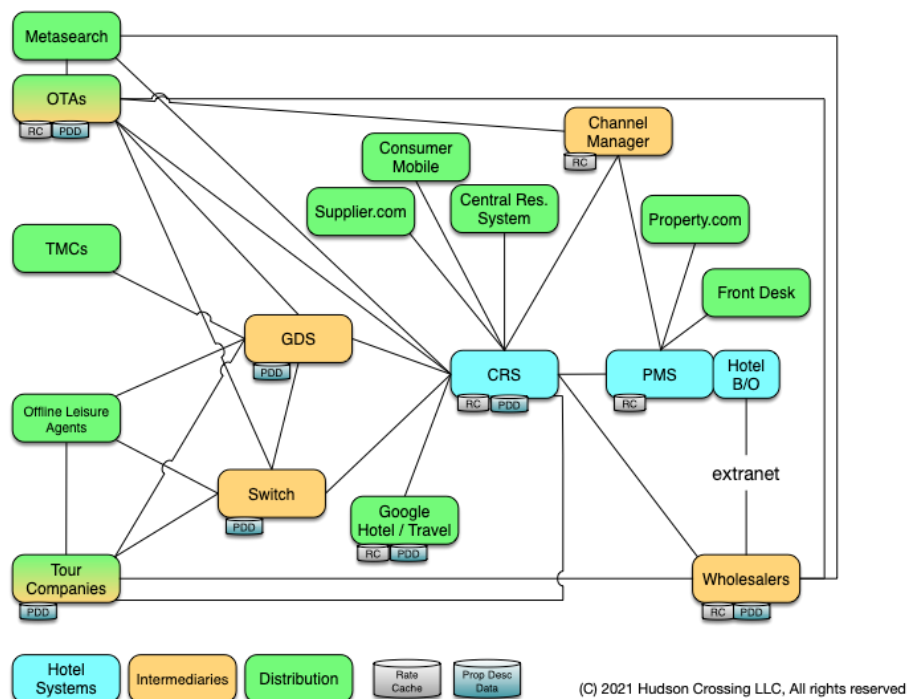 Metasearch
OTAs
RC
PDD
Channel
Manager
RC
Consumer
Mobile
Supplier.com
Central Res.
System
Property.com
TMCs
Front Desk
GDS
PDD
CRS
RC
PDD
PMS
RC
Hotel
B/O
Offline Leisure
Agents
extranet
Switch
PDD
Google
Hotel / Travel
RC
PDD
Tour
Companies
PDD
Wholesalers
RC
PDD
Hotel
Systems
Intermediaries
Distribution
Rate
Cache
Prop Desc
Data
(C) 2021 Hudson Crossing LLC, All rights reserved